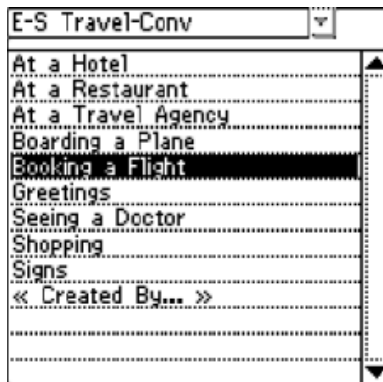 E-S Travel-Conv
At a Hotel
At a Restaurant
At a Travel Agency
Boarding a Plane
Booking a Flight
Greetings
Seeing a Doctor
Shopping
Signs
« Created By... »